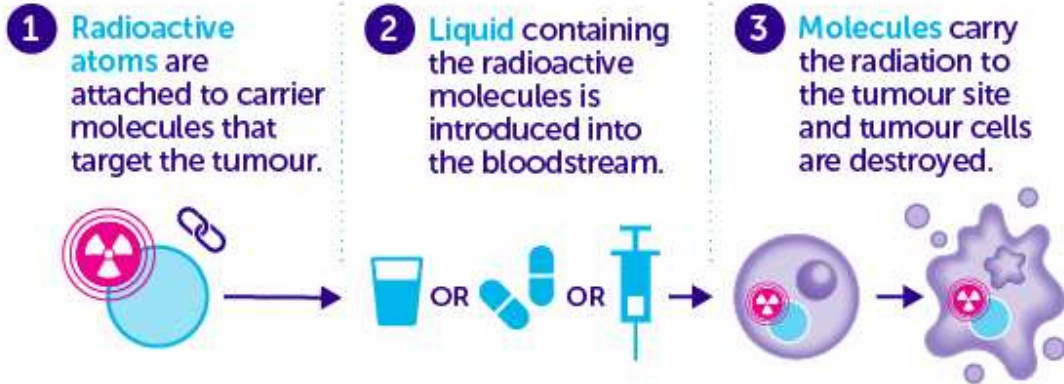 1 Radioactive
atoms are
attached to carrier
molecules that
target the tumour.
2 Liquid containing
the radioactive
molecules is
introduced into
the bloodstream.
3 Molecules carry
the radiation to
the tumour site
and tumour cells
are destroyed.
OR
OR